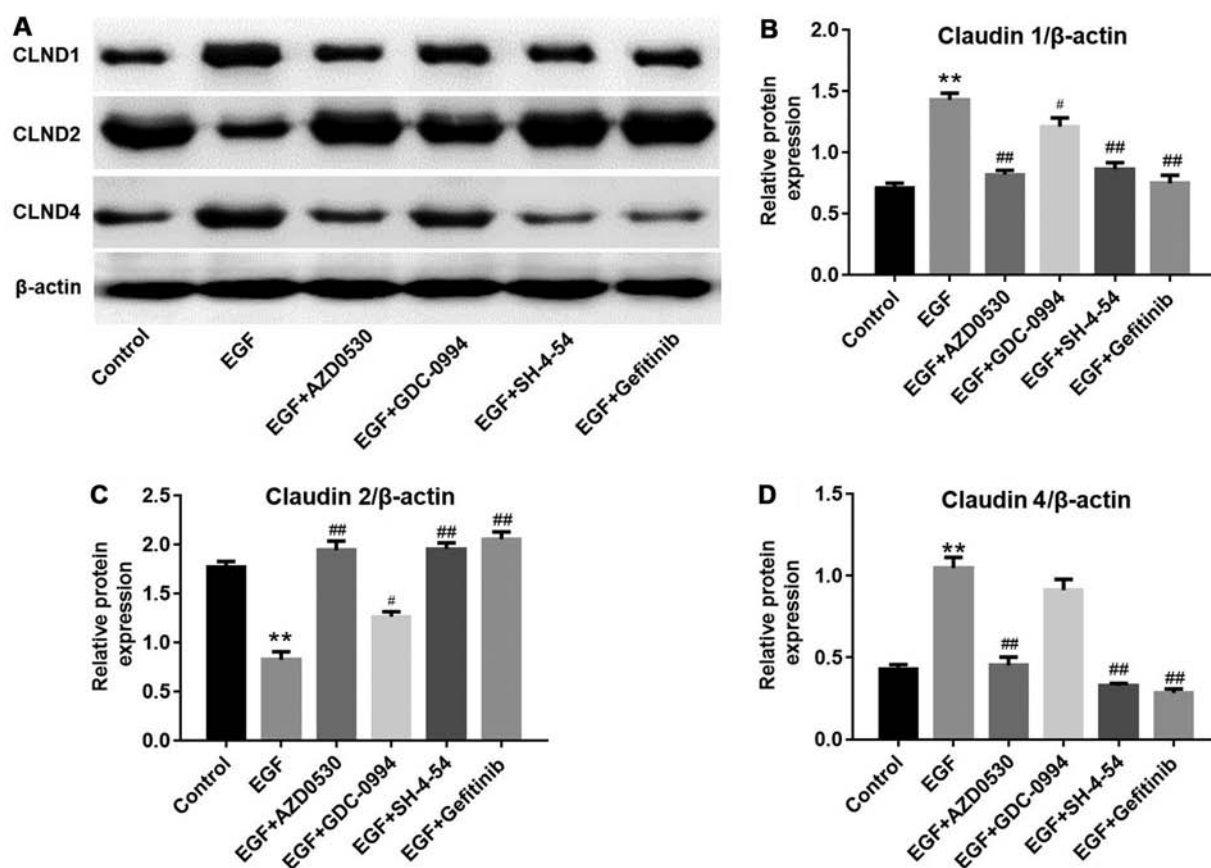 A
CLND1
CLND2
CLND4
β-actin
Control
EGF
EGF+AZD0530
EGF+GDC-0994
EGF+SH-4-54
EGF+Gefitinib
B
Claudin 1/β-actin
Relative protein
expression
2.0
1.5
1.0
0.5
0.0
**
##
#
##
##
Control
EGF
EGF+AZD0530
EGF+GDC-0994
EGF+SH-4-54
EGF+Gefitinib
C
Claudin 2/β-actin
Relative protein
expression
2.5
2.0
1.5
1.0
0.5
0.0
**
##
#
##
##
Control
EGF
EGF+AZD0530
EGF+GDC-0994
EGF+SH-4-54
EGF+Gefitinib
D
Claudin 4/β-actin
Relative protein
expression
1.5
1.0
0.5
0.0
**
##
##
##
Control
EGF
EGF+AZD0530
EGF+GDC-0994
EGF+SH-4-54
EGF+Gefitinib